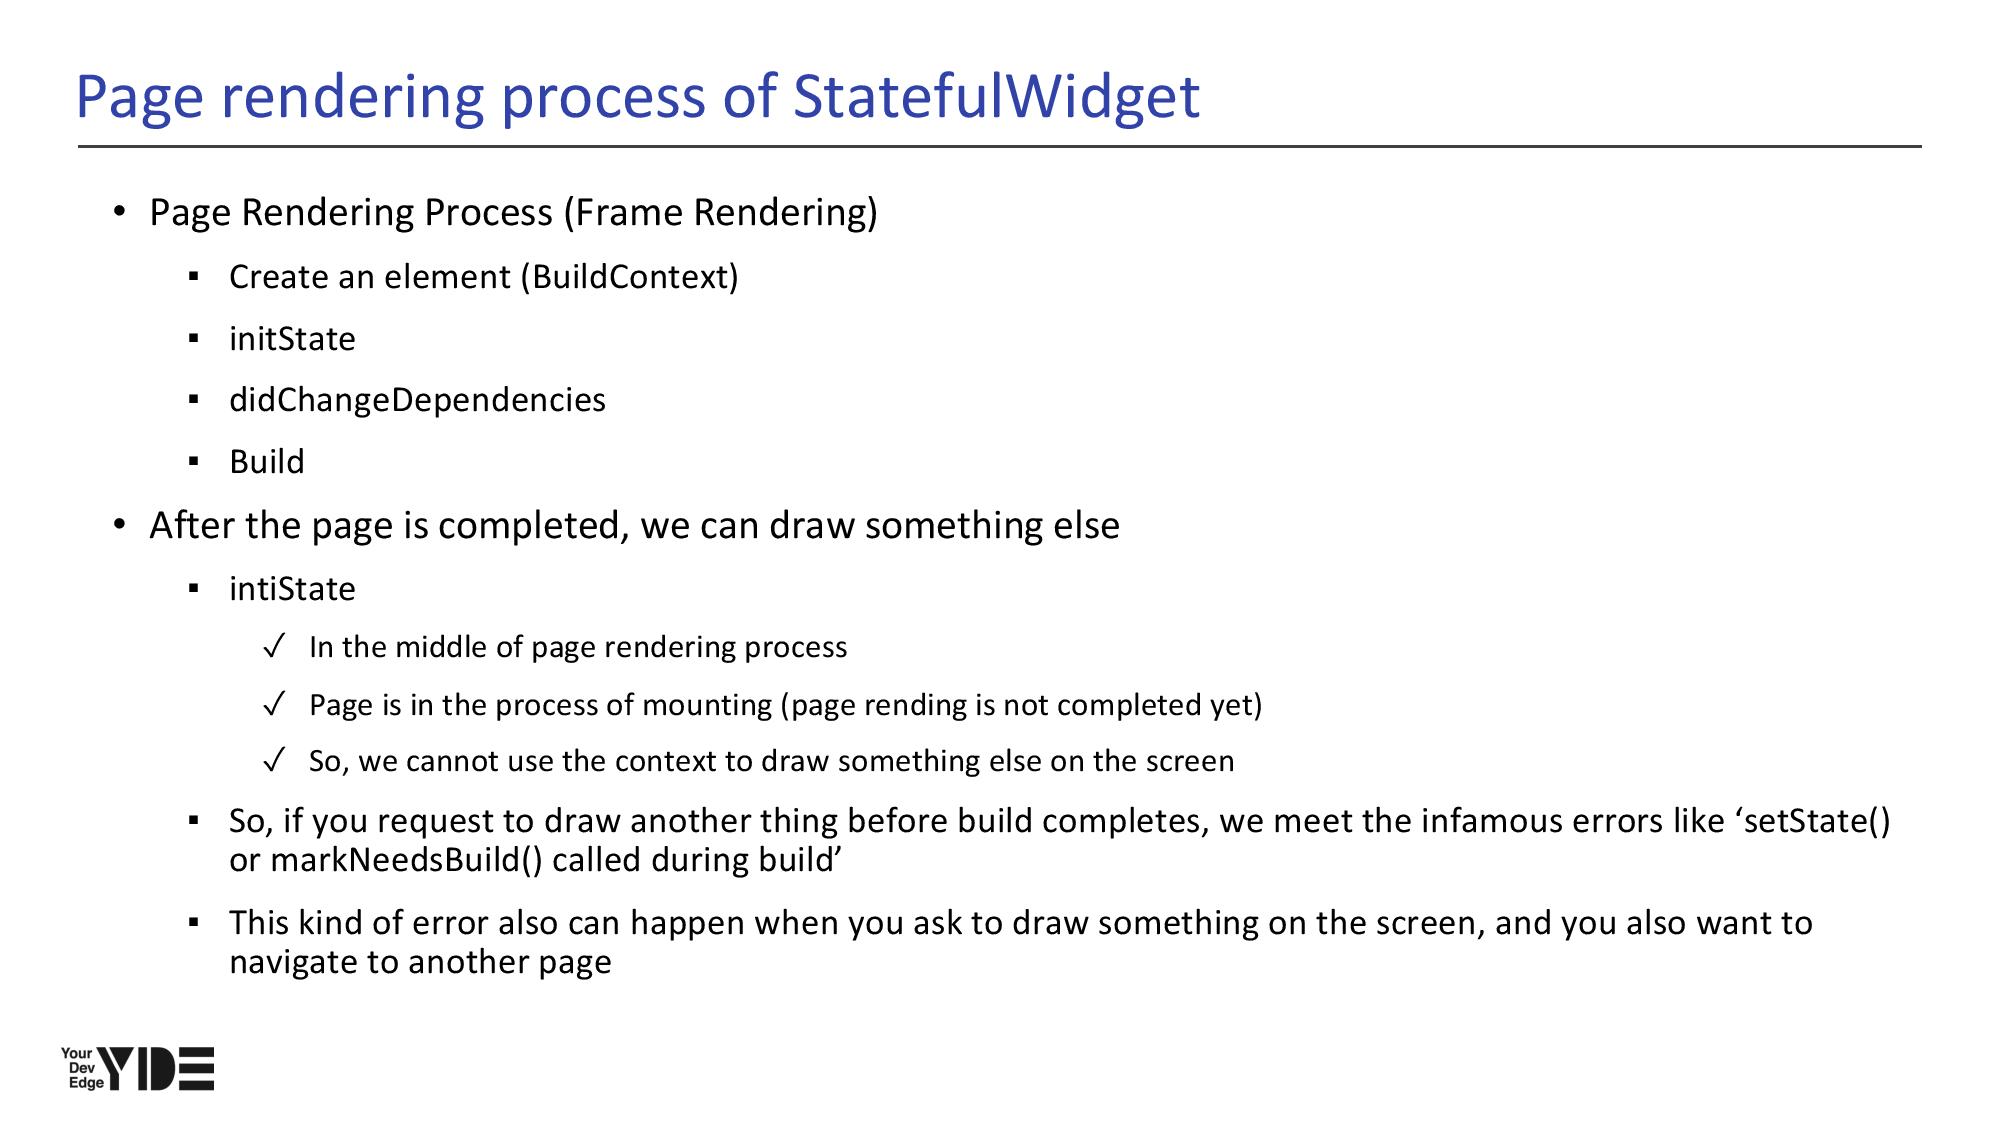 Page rendering process of StatefulWidget
• Page Rendering Process (Frame Rendering)
▪ Create an element (BuildContext)
▪ initState
▪ didChangeDependencies
▪ Build
• After the page is completed, we can draw something else
▪ intiState
✓ In the middle of page rendering process
✓ Page is in the process of mounting (page rending is not completed yet)
✓ So, we cannot use the context to draw something else on the screen
▪ So, if you request to draw another thing before build completes, we meet the infamous errors like ‘setState()
or markNeedsBuild() called during build’
▪ This kind of error also can happen when you ask to draw something on the screen, and you also want to
navigate to another page
Your
Dev
Edge
YDE